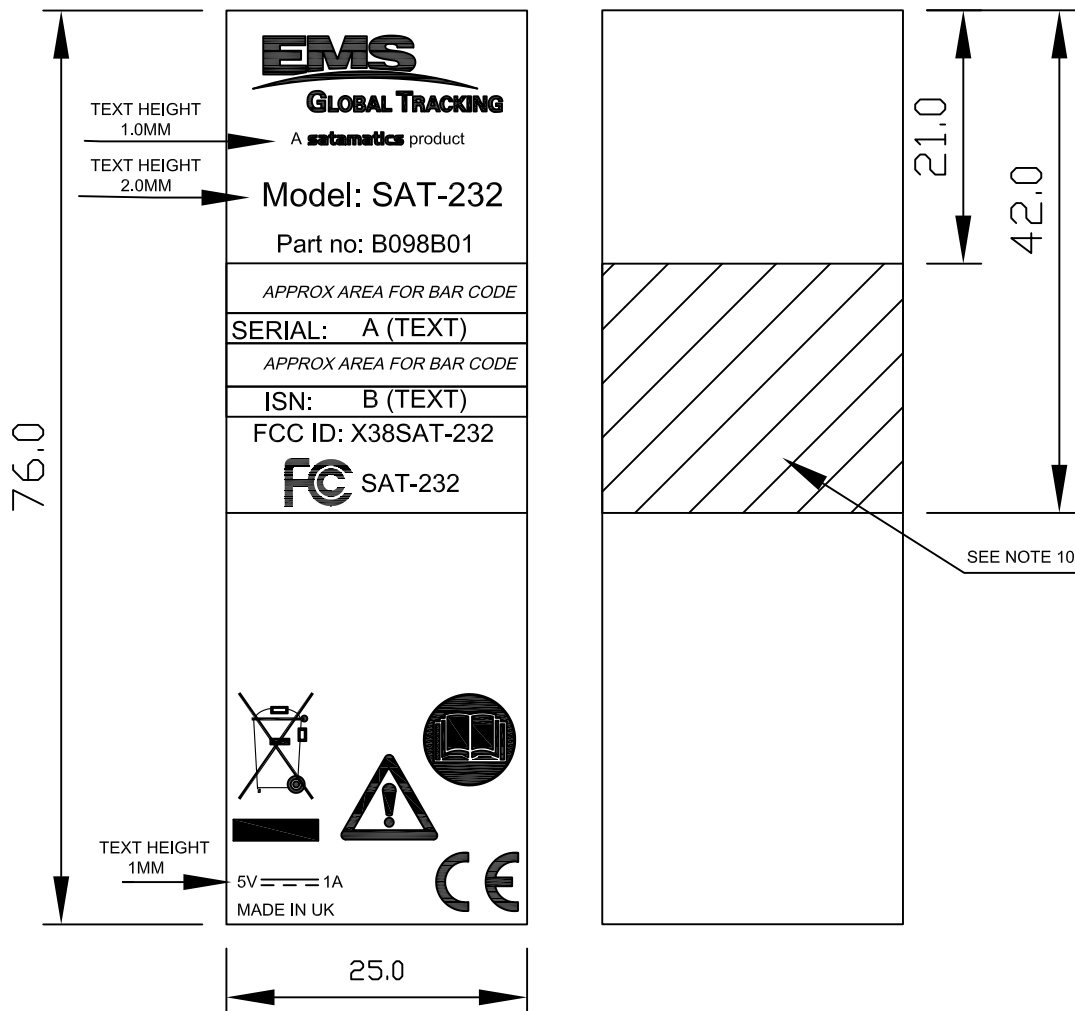 EMS
GLOBAL TRACKING
A satamatics product
TEXT HEIGHT
1.0MM
TEXT HEIGHT
2.0MM
Model: SAT-232
Part no: B098B01
APPROX AREA FOR BAR CODE
SERIAL: A (TEXT)
APPROX AREA FOR BAR CODE
ISN: B (TEXT)
FCC ID: X38SAT-232
FC SAT-232
76.0
TEXT HEIGHT
1MM
5V 1A
MADE IN UK
CE
25.0
21.0
42.0
SEE NOTE 10